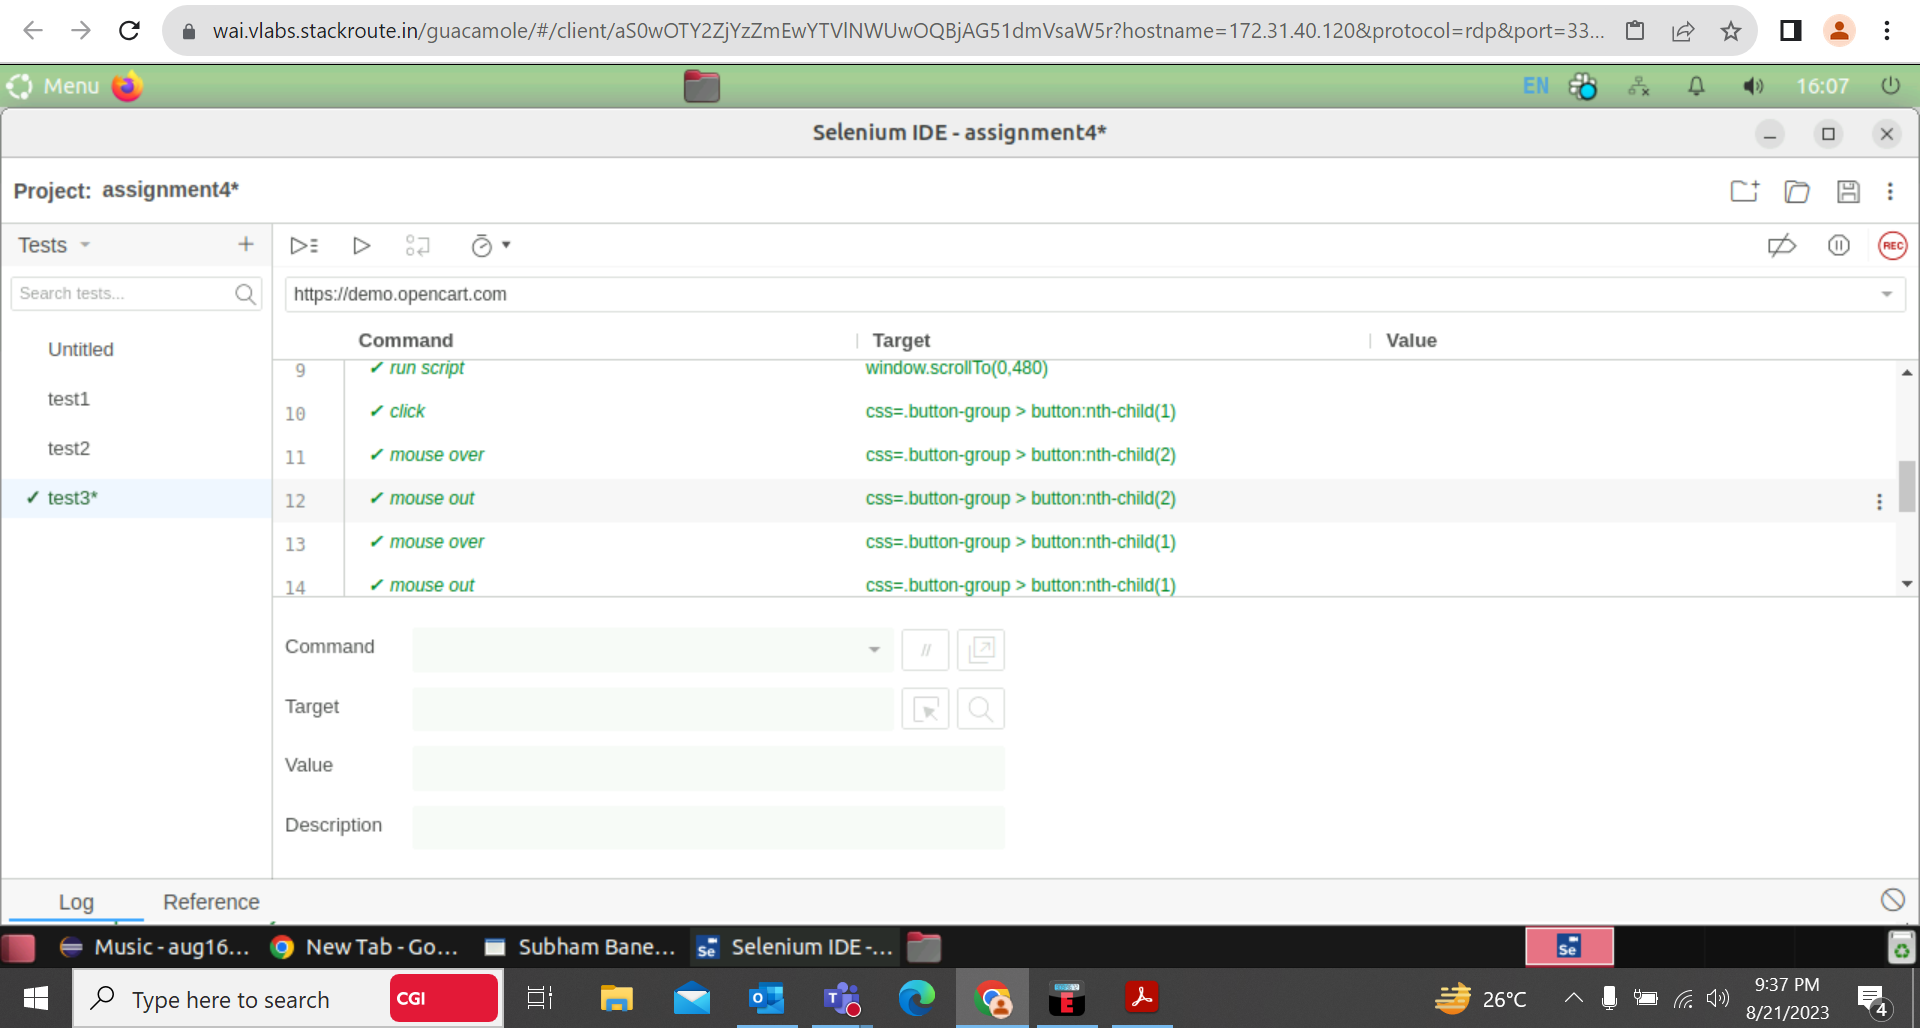 wai.vlabs.stackroute.in/guacamole/#/client/aS0wOTY2ZjYzZmEwYTVlNWUwOQBjAG51dmVsaW5r?hostname=172.31.40.120&protocol=rdp&port=33...
Menu
EN
16:07
Selenium IDE - assignment4*
Project: assignment4*
Tests
REC
Search tests...
https://demo.opencart.com
Untitled
test1
test2
✓ test3*
Command Target Value
9 ✓ run script window.scrollTo(0,480)
10 ✓ click css=.button-group > button:nth-child(1)
11 ✓ mouse over css=.button-group > button:nth-child(2)
12 ✓ mouse out css=.button-group > button:nth-child(2)
13 ✓ mouse over css=.button-group > button:nth-child(1)
14 ✓ mouse out css=.button-group > button:nth-child(1)
Command
//
Target
Value
Description
Log Reference
Music - aug16... New Tab - Go... Subham Bane... Se Selenium IDE -... Se
Type here to search
CGI
26°C
9:37 PM
8/21/2023
4